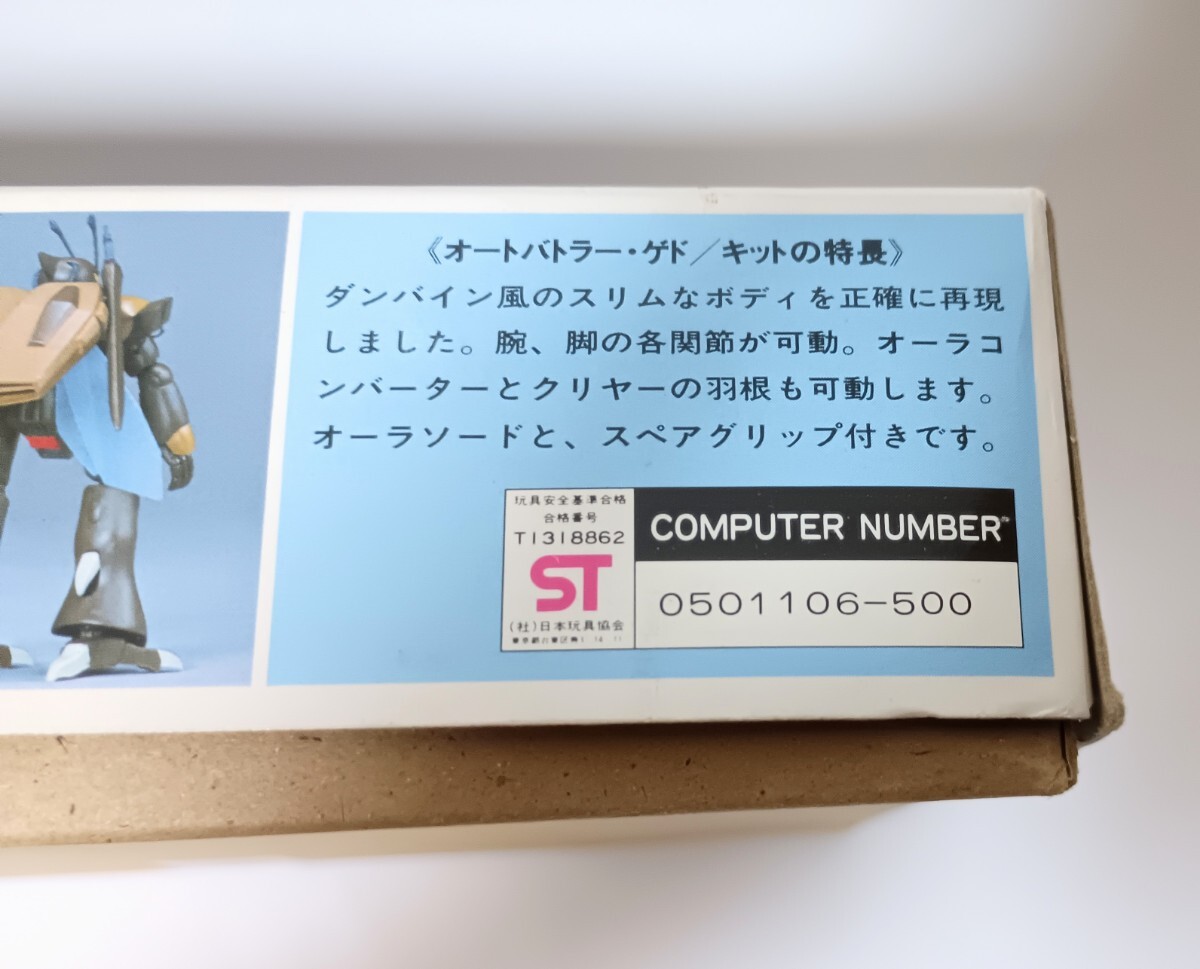 《オートバトラー・ゲド/キットの特長》
ダンバイン風のスリムなボディを正確に再現
しました。腕、脚の各関節が可動。オーラコ
ンバーターとクリヤーの羽根も可動します。
オーラソードと、スペアグリップ付きです。
玩具安全基準合格
合格番号
T1318862
ST
(社)日本玩具協会
COMPUTER NUMBER
0501106-500